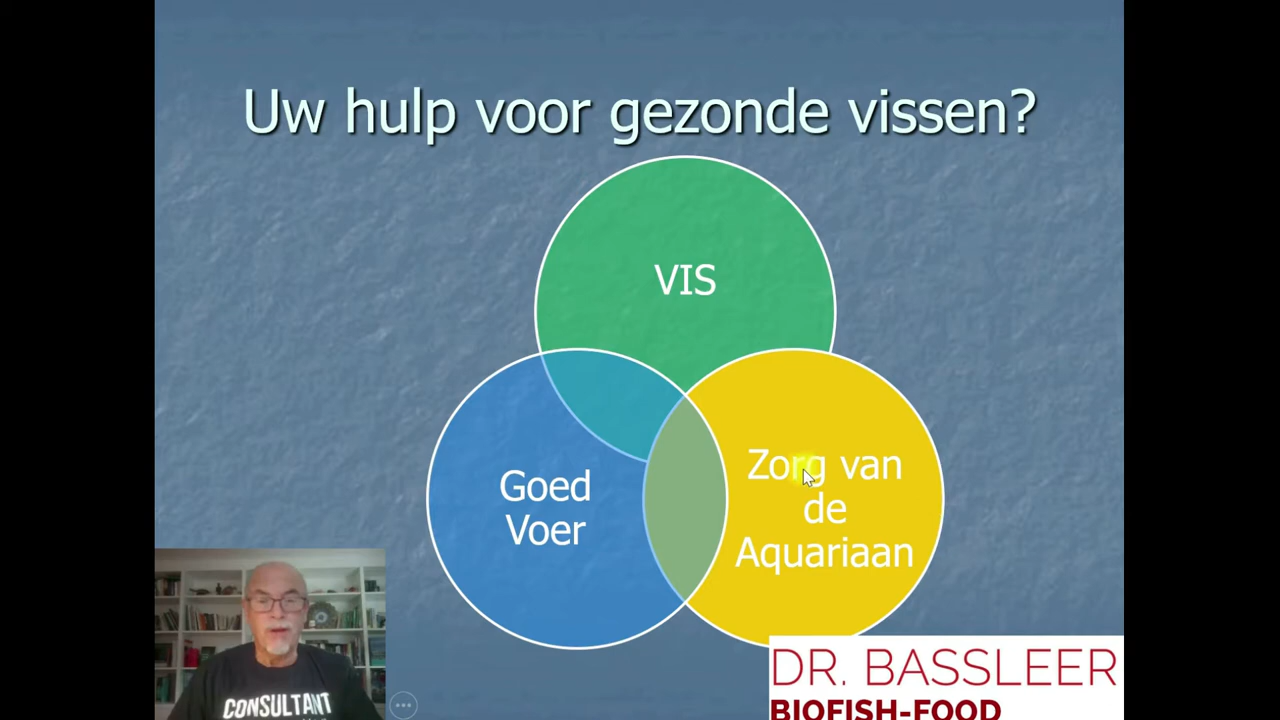 Uw hulp voor gezonde vissen?
VIS
Goed
Voer
Zorg van
de
Aquariaan
CONSULTANT
DR. BASSLEER
BIOFISH-FOOD